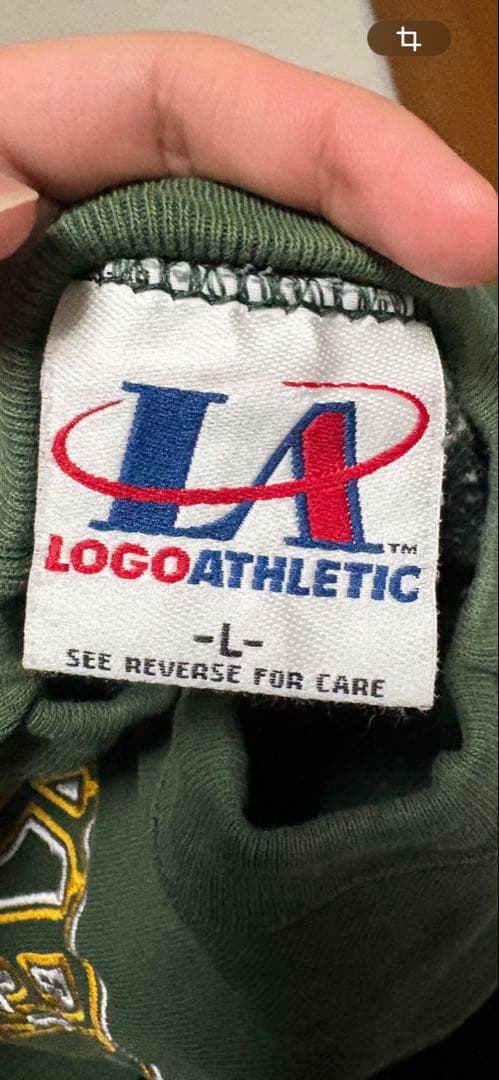 LA
LOGOATHLETIC™
-L-
SEE REVERSE FOR CARE